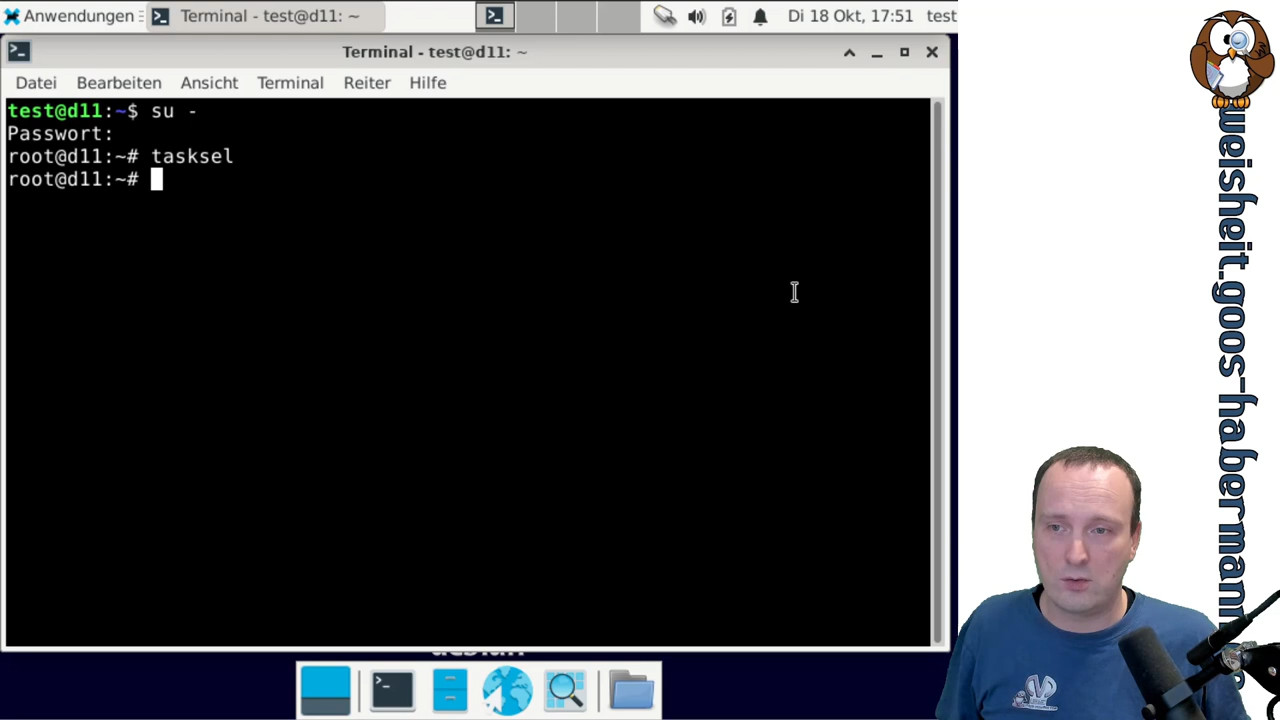 Anwendungen
Terminal - test@d11: ~
Di 18 Okt, 17:51
test
Terminal - test@d11: ~
Datei
Bearbeiten
Ansicht
Terminal
Reiter
Hilfe
test@d11:~$ su -
Passwort:
root@d11:~# tasksel
root@d11:~#
weisheit.goos-habermann